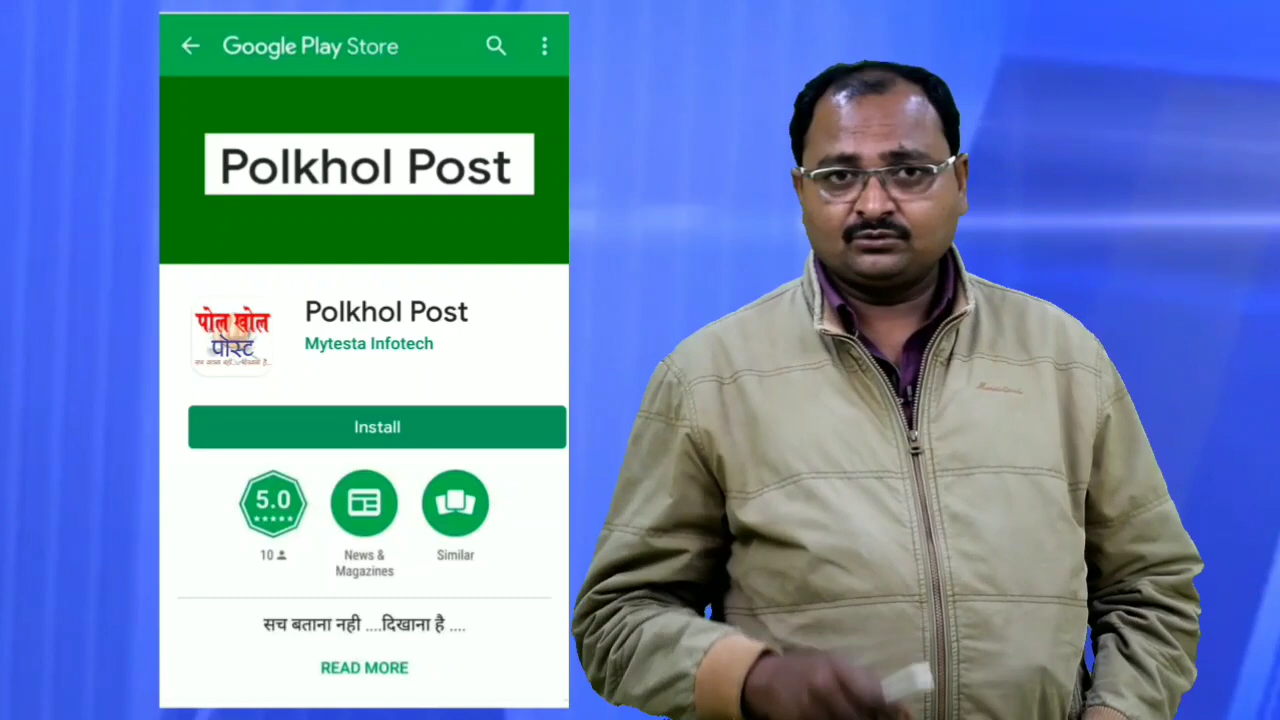 Google Play Store
Polkhol Post
पोल खोल
पोस्ट
Polkhol Post
Mytesta Infotech
Install
5.0
10
News &
Magazines
Similar
सच बताना नही ....दिखाना है ....
READ MORE